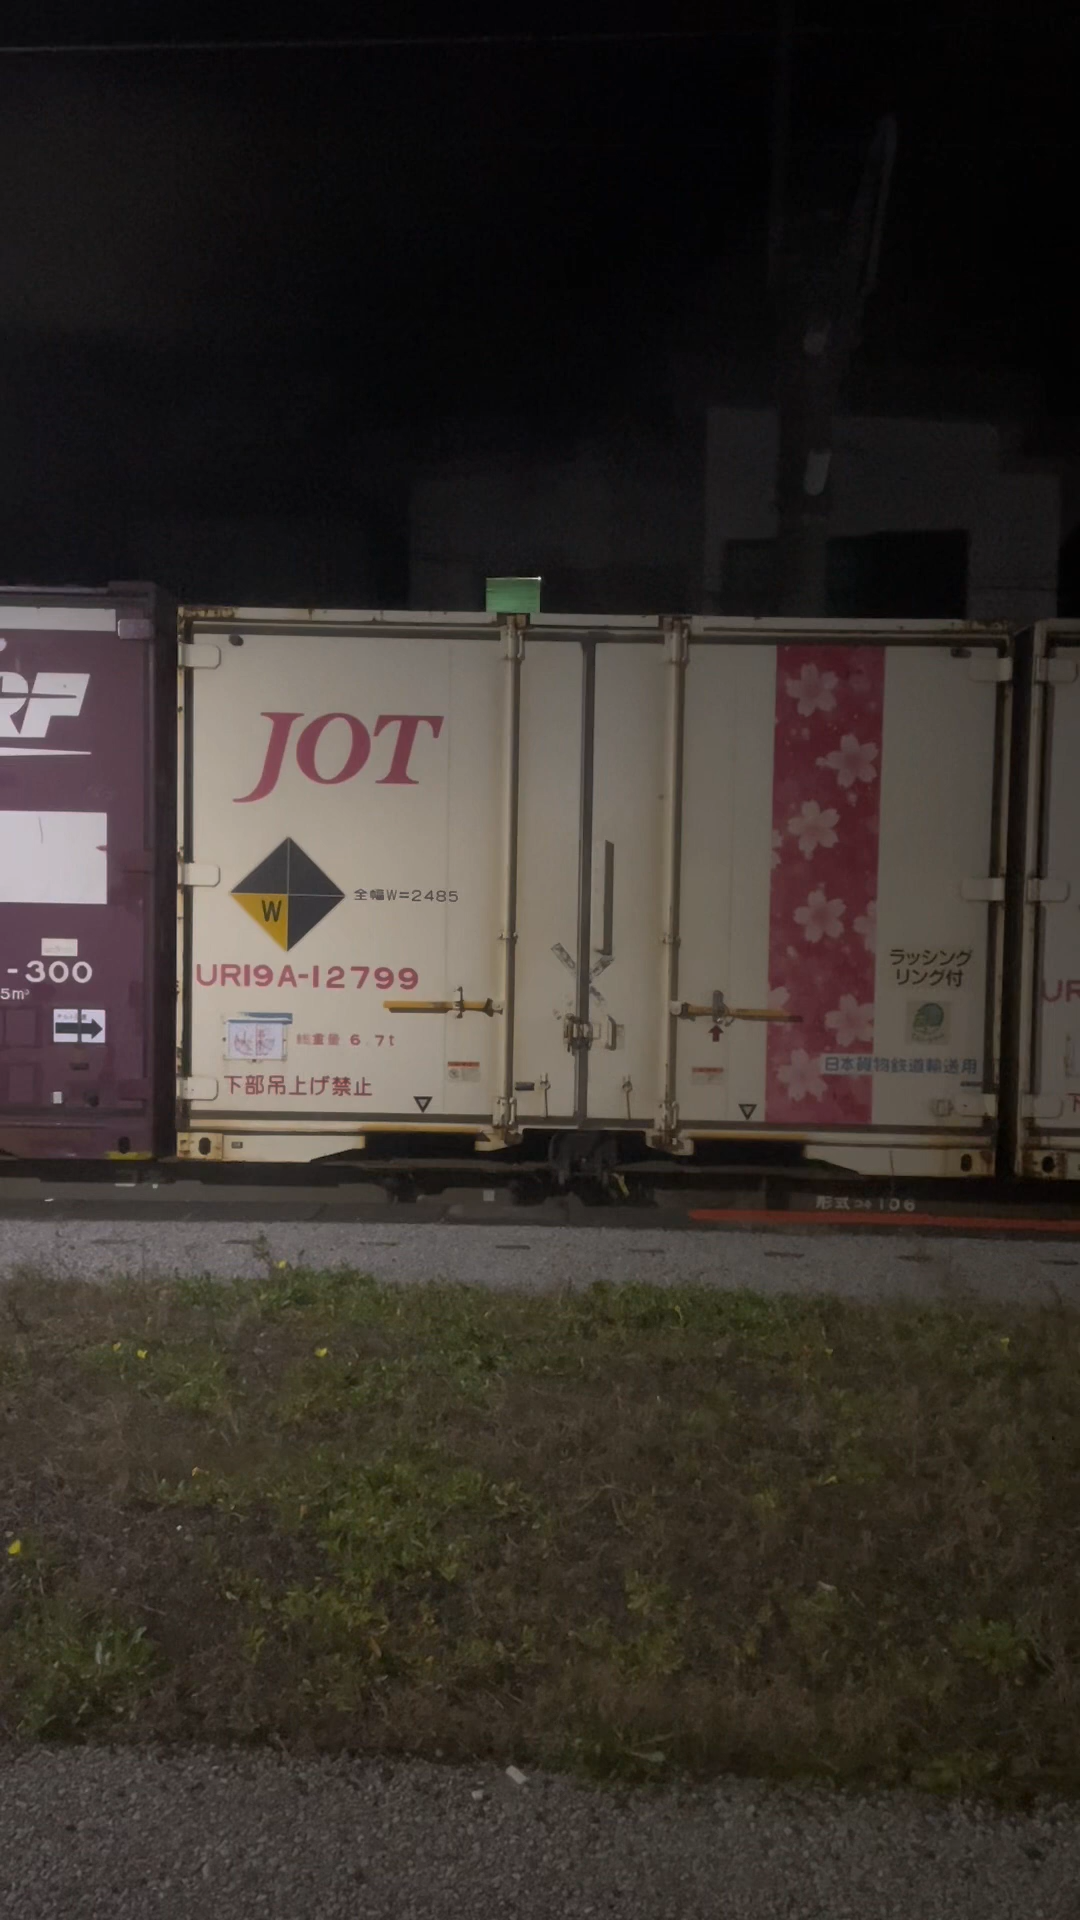 JOT
W
全幅W=2485
UR19A-12799
総重量 6.7t
下部吊上げ禁止
ラッシング
リング付
日本貨物鉄道輸送用
-300
5m³
UR
形式コキ106